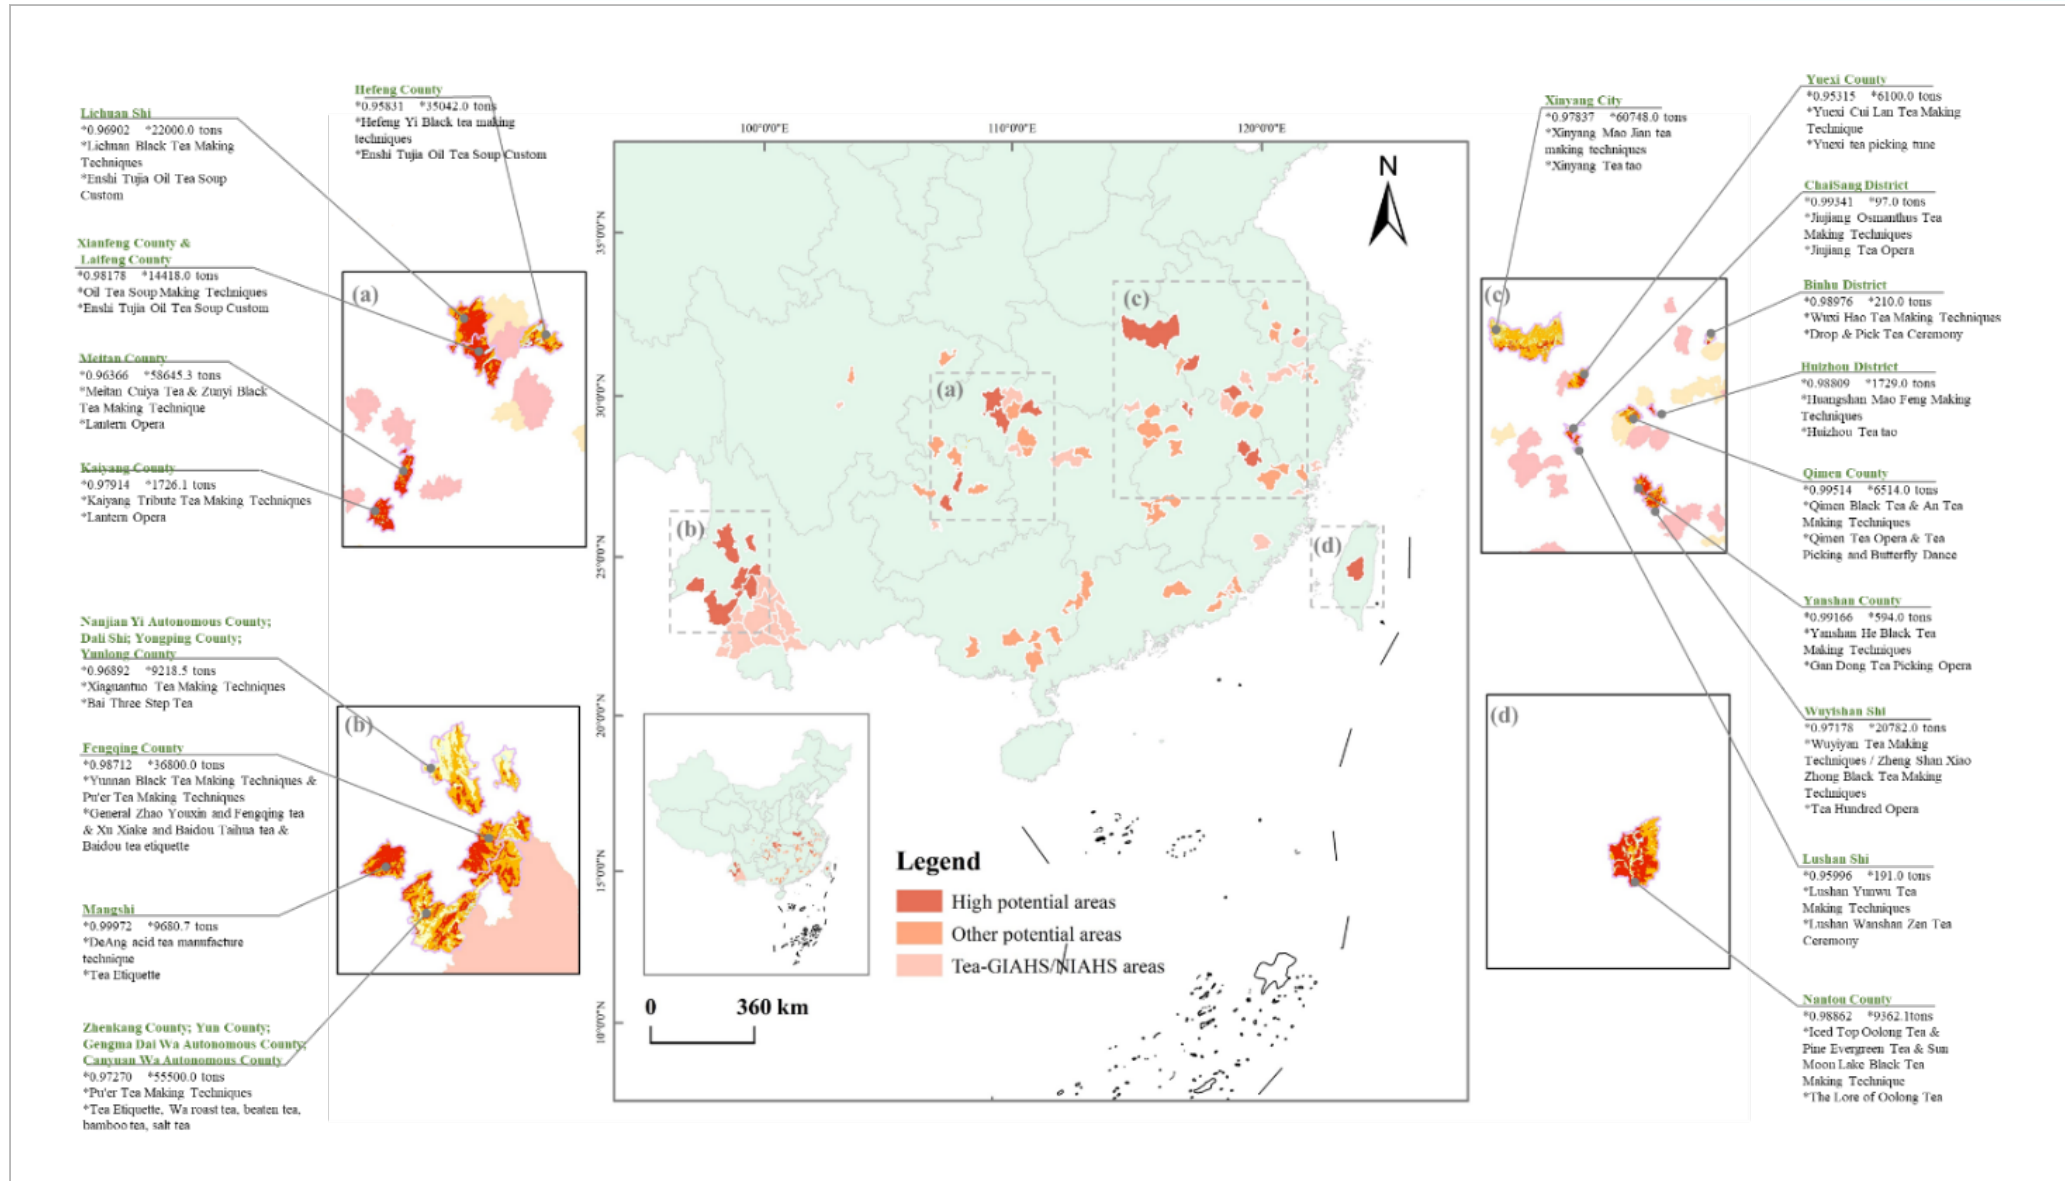 Hefeng County
*0.95831 *35042.0 tons
*Hefeng Yi Black tea making
techniques
*Enshi Tujia Oil Tea Soup Custom
Lichuan Shi
*0.96902 *22000.0 tons
*Lichuan Black Tea Making
Techniques
*Enshi Tujia Oil Tea Soup
Custom
Xianfeng County &
Laifeng County
*0.98178 *14418.0 tons
*Oil Tea Soup Making Techniques
*Enshi Tujia Oil Tea Soup Custom
Meitan County
*0.96366 *58645.3 tons
*Meitan Cuiya Tea & Zunyi Black
Tea Making Technique
*Lantern Opera
Kaiyang County
*0.97914 *1726.1 tons
*Kaiyang Tribute Tea Making Techniques
*Lantern Opera
Nanjian Yi Autonomous County;
Dali Shi; Yongping County;
Yunlong County
*0.96892 *9218.5 tons
*Xiaguantuo Tea Making Techniques
*Bai Three Step Tea
Fengqing County
*0.98712 *36800.0 tons
*Yunnan Black Tea Making Techniques &
Pu'er Tea Making Techniques
*General Zhao Youxin and Fengqing tea
& Xu Xiake and Baidou Taihua tea &
Baidou tea etiquette
Mangshi
*0.99972 *9680.7 tons
*DeAng acid tea manufacture
technique
*Tea Etiquette
Zhenkang County; Yun County;
Gengma Dai Wa Autonomous County;
Canyuan Wa Autonomous County
*0.97270 *55500.0 tons
*Pu'er Tea Making Techniques
*Tea Etiquette, Wa roast tea, beaten tea,
bamboo tea, salt tea
(a)
(b)
100°0'0"E
110°0'0"E
120°0'0"E
35°0'0"N
30°0'0"N
25°0'0"N
20°0'0"N
15°0'0"N
10°0'0"N
N
(a)
(b)
(c)
(d)
Legend
High potential areas
Other potential areas
Tea-GIAHS/NIAHS areas
0 360 km
Xinyang City
*0.97837 *60748.0 tons
*Xinyang Mao Jian tea
making techniques
*Xinyang Tea tao
(c)
(d)
Yuexi County
*0.95315 *6100.0 tons
*Yuexi Cui Lan Tea Making
Technique
*Yuexi tea picking tune
ChaiSang District
*0.99341 *97.0 tons
*Jiujiang Osmanthus Tea
Making Techniques
*Jiujiang Tea Opera
Binhu District
*0.98976 *210.0 tons
*Wuxi Hao Tea Making Techniques
*Drop & Pick Tea Ceremony
Huizhou District
*0.98809 *1729.0 tons
*Huangshan Mao Feng Making
Techniques
*Huizhou Tea tao
Qimen County
*0.99514 *6514.0 tons
*Qimen Black Tea & An Tea
Making Techniques
*Qimen Tea Opera & Tea
Picking and Butterfly Dance
Yanshan County
*0.99166 *594.0 tons
*Yanshan He Black Tea
Making Techniques
*Gan Dong Tea Picking Opera
Wuyishan Shi
*0.97178 *20782.0 tons
*Wuyiyan Tea Making
Techniques / Zheng Shan Xiao
Zhong Black Tea Making
Techniques
*Tea Hundred Opera
Lushan Shi
*0.95996 *191.0 tons
*Lushan Yunwu Tea
Making Techniques
*Lushan Wanshan Zen Tea
Ceremony
Nantou County
*0.98862 *9362.1tons
*Iced Top Oolong Tea &
Pine Evergreen Tea & Sun
Moon Lake Black Tea
Making Technique
*The Lore of Oolong Tea